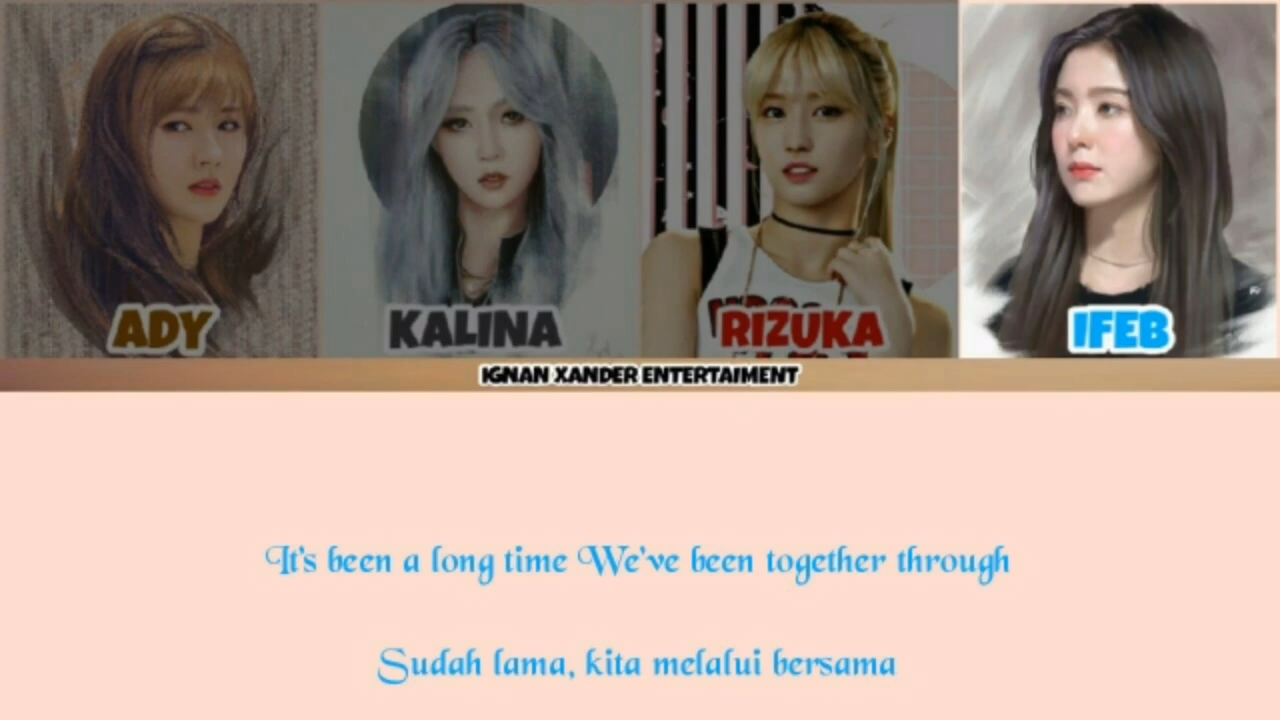 ADY
KALINA
RIZUKA
IFEB
IGNAN XANDER ENTERTAIMENT
It's been a long time We've been together through
Sudah lama, kita melalui bersama